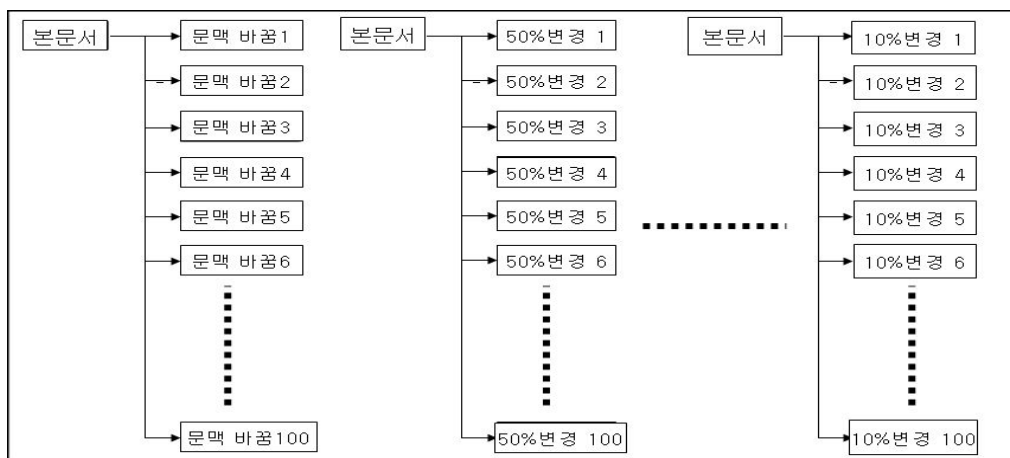 본문서
문맥 바꿈1
문맥 바꿈2
문맥 바꿈3
문맥 바꿈4
문맥 바꿈5
문맥 바꿈6
문맥 바꿈100
본문서
50%변경 1
50%변경 2
50%변경 3
50%변경 4
50%변경 5
50%변경 6
50%변경 100
본문서
10%변경 1
10%변경 2
10%변경 3
10%변경 4
10%변경 5
10%변경 6
10%변경 100